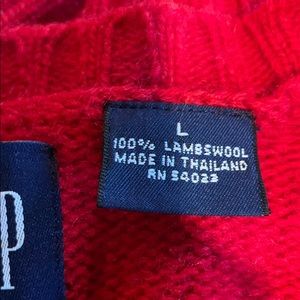 L
100% LAMBSWOOL
MADE IN THAILAND
RN 54023
P